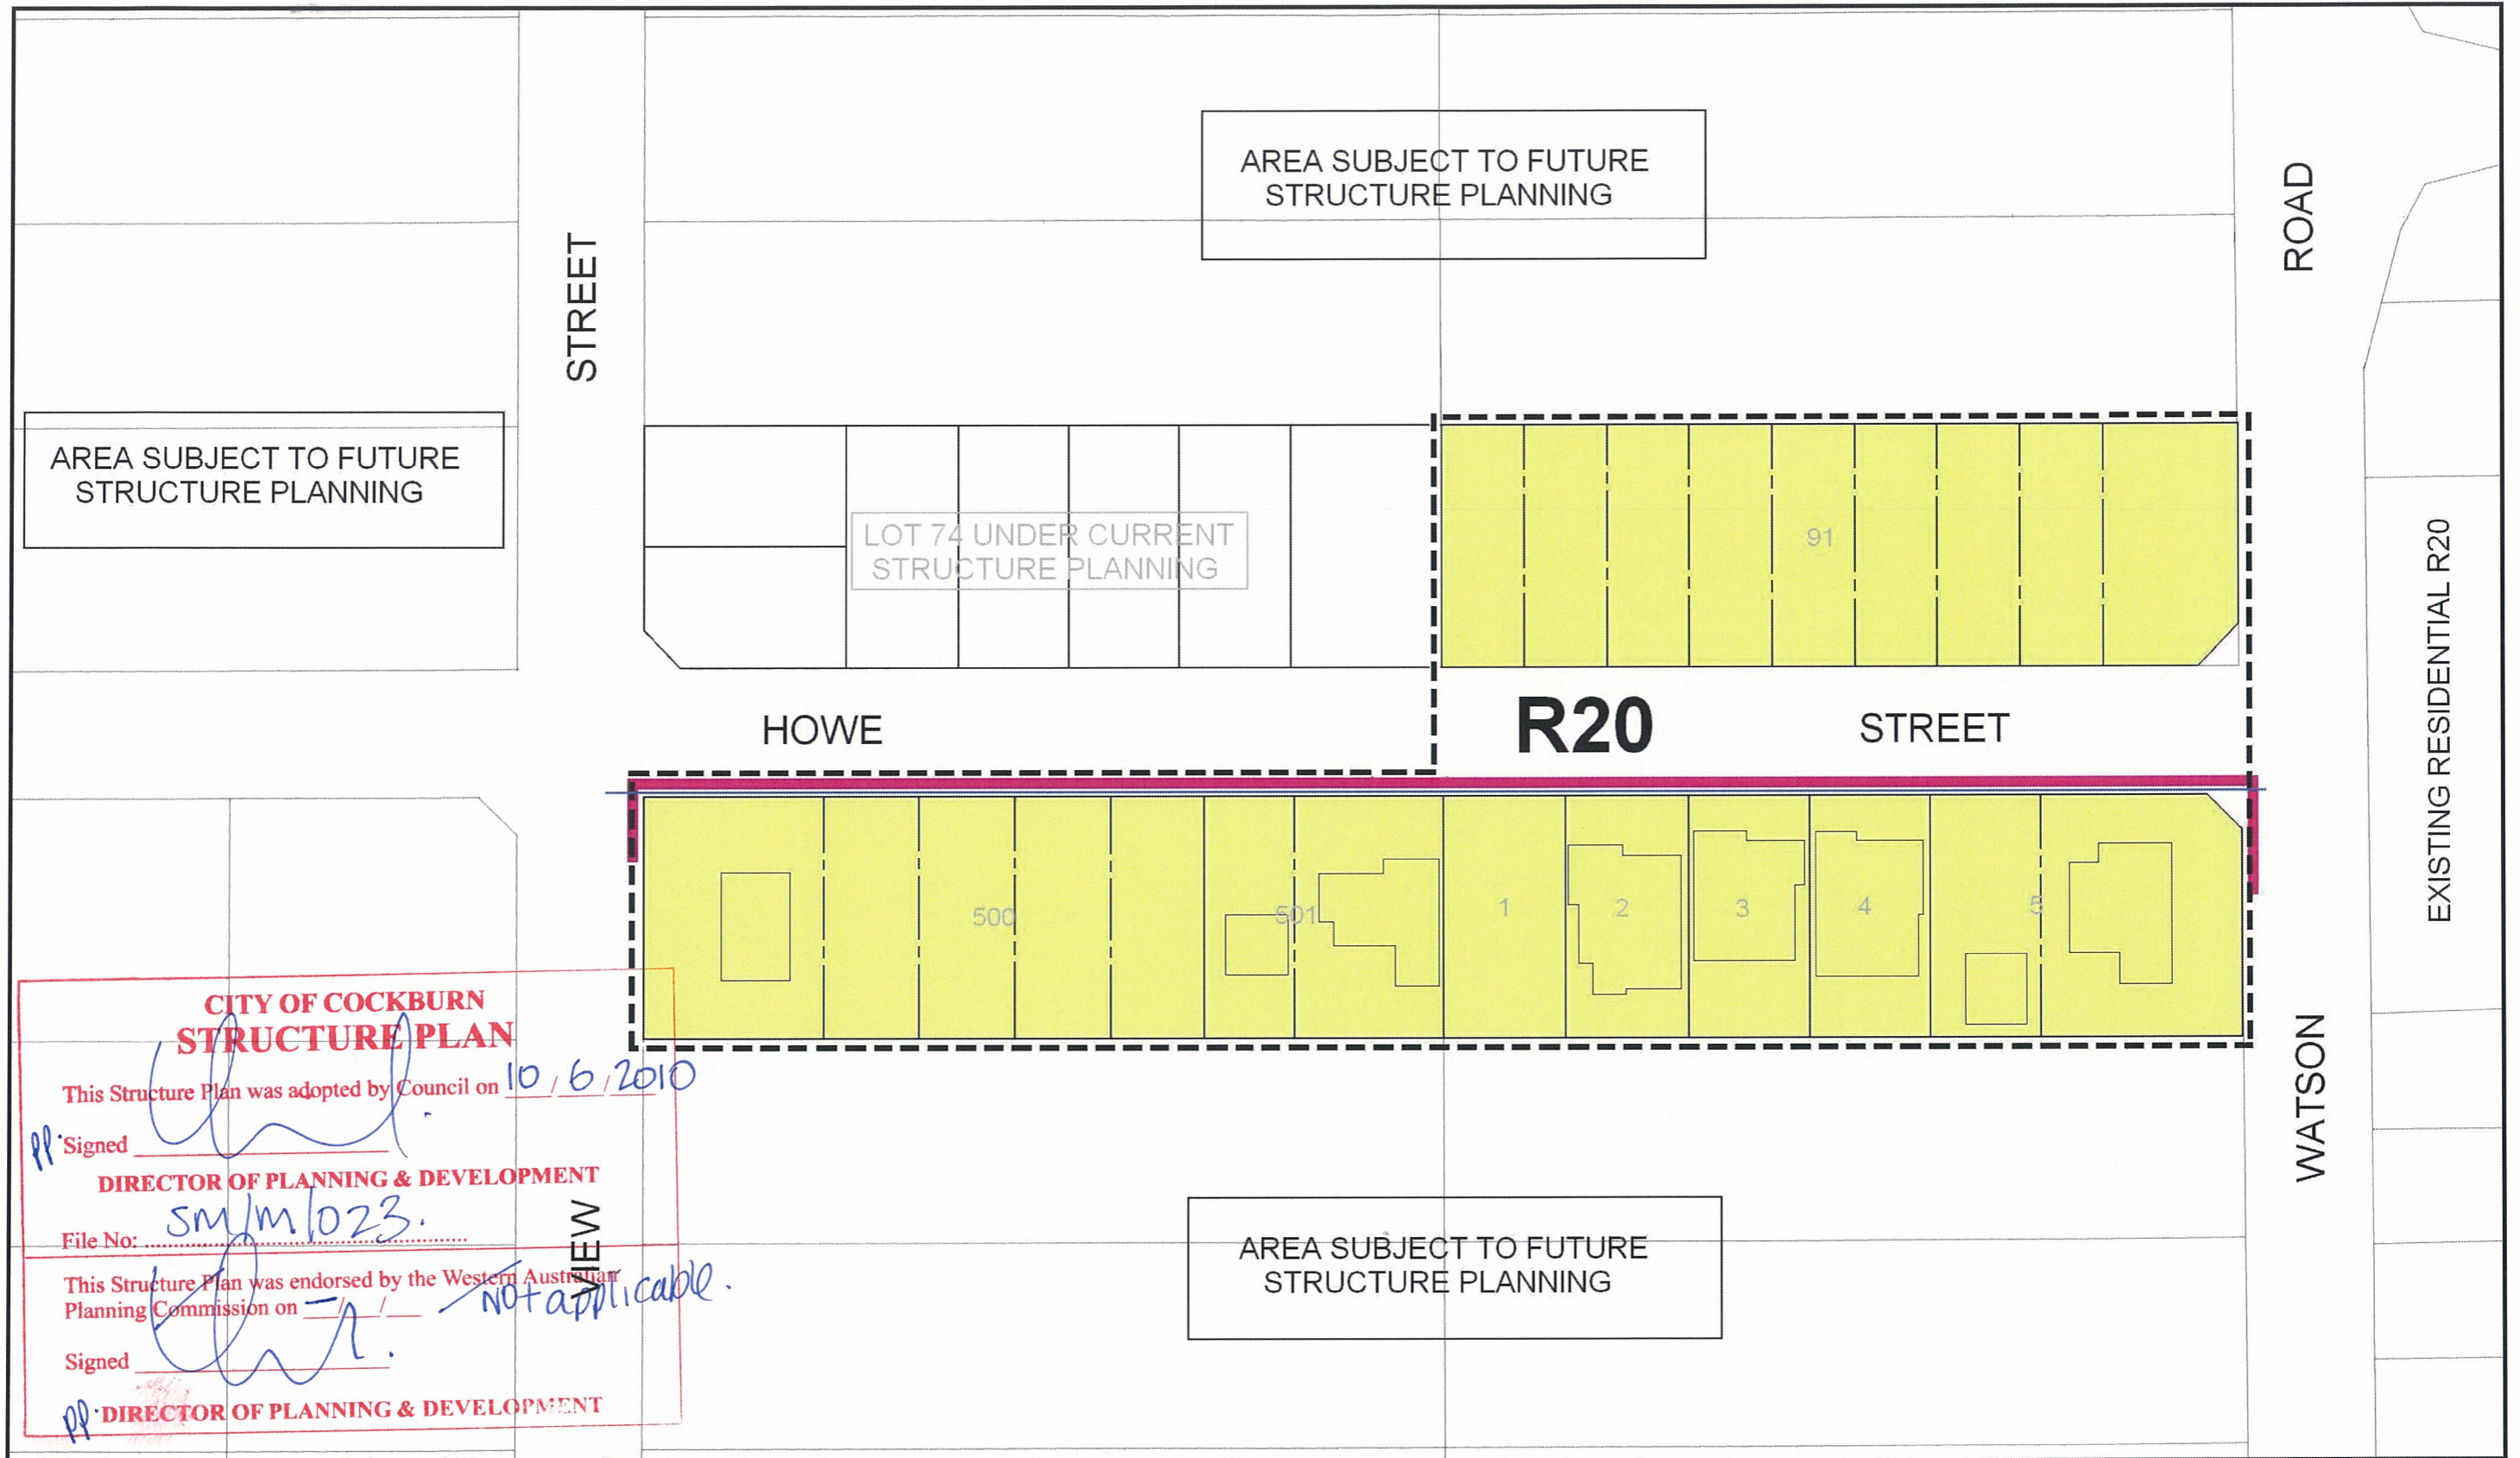 AREA SUBJECT TO FUTURE
STRUCTURE PLANNING
ROAD
STREET
AREA SUBJECT TO FUTURE
STRUCTURE PLANNING
LOT 74 UNDER CURRENT
STRUCTURE PLANNING
91
EXISTING RESIDENTIAL R20
HOWE
R20
STREET
500
501
1
2
3
4
5
CITY OF COCKBURN
STRUCTURE PLAN
This Structure Plan was adopted by Council on 10/6/2010
pp. Signed
DIRECTOR OF PLANNING & DEVELOPMENT
File No: SM/M/023.
This Structure Plan was endorsed by the Western Australian
Planning Commission on —/ / Not applicable.
Signed
pp. DIRECTOR OF PLANNING & DEVELOPMENT
VIEW
WATSON
AREA SUBJECT TO FUTURE
STRUCTURE PLANNING